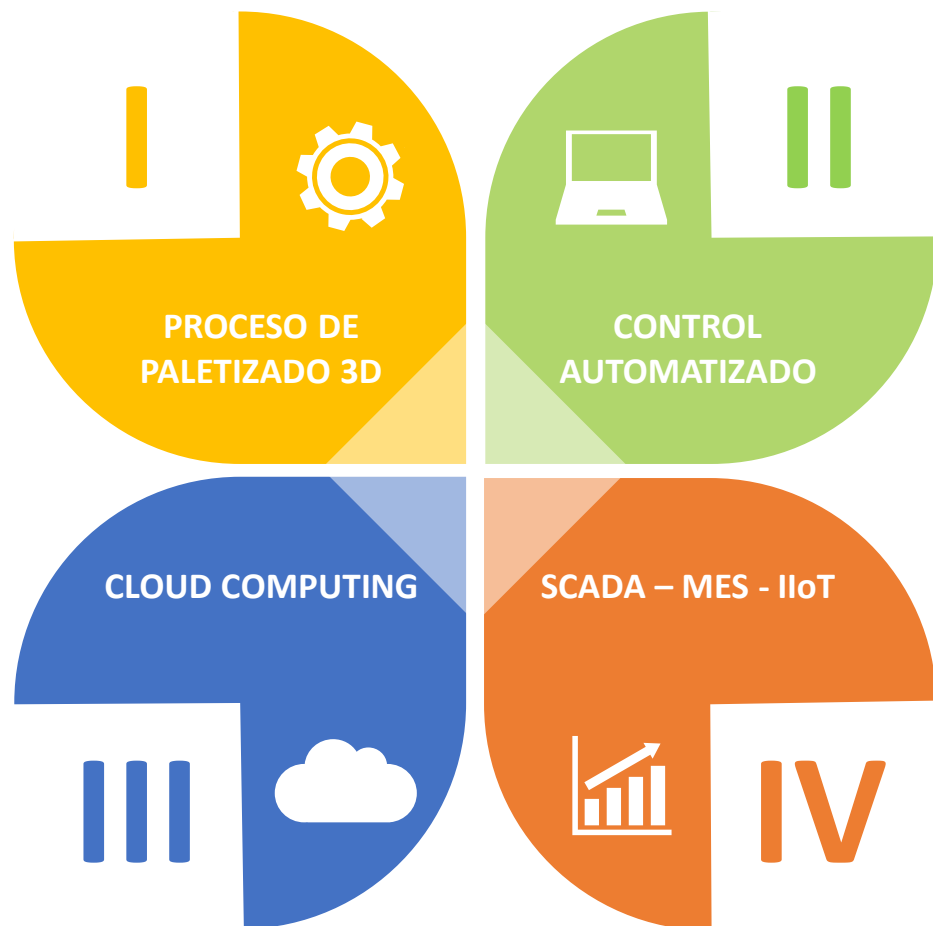 I
II
PROCESO DE
PALETIZADO 3D
CONTROL
AUTOMATIZADO
CLOUD COMPUTING
SCADA – MES - IIoT
III
IV